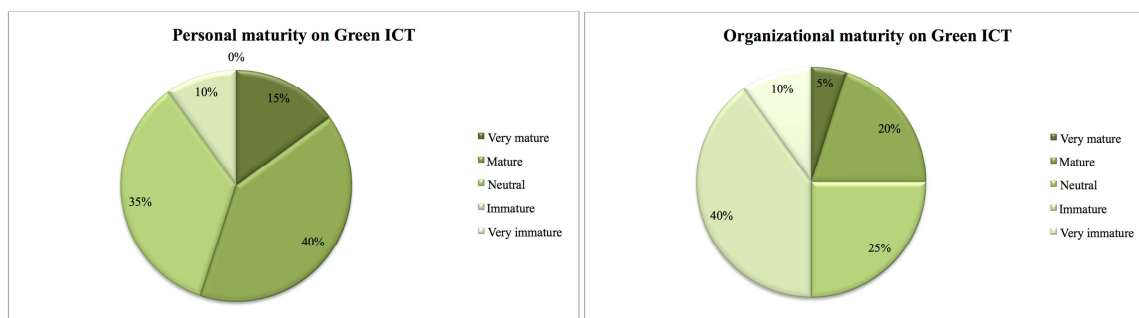 Personal maturity on Green ICT
0%
10%
15%
35%
40%
Very mature
Mature
Neutral
Immature
Very immature
Organizational maturity on Green ICT
5%
10%
20%
40%
25%
Very mature
Mature
Neutral
Immature
Very immature